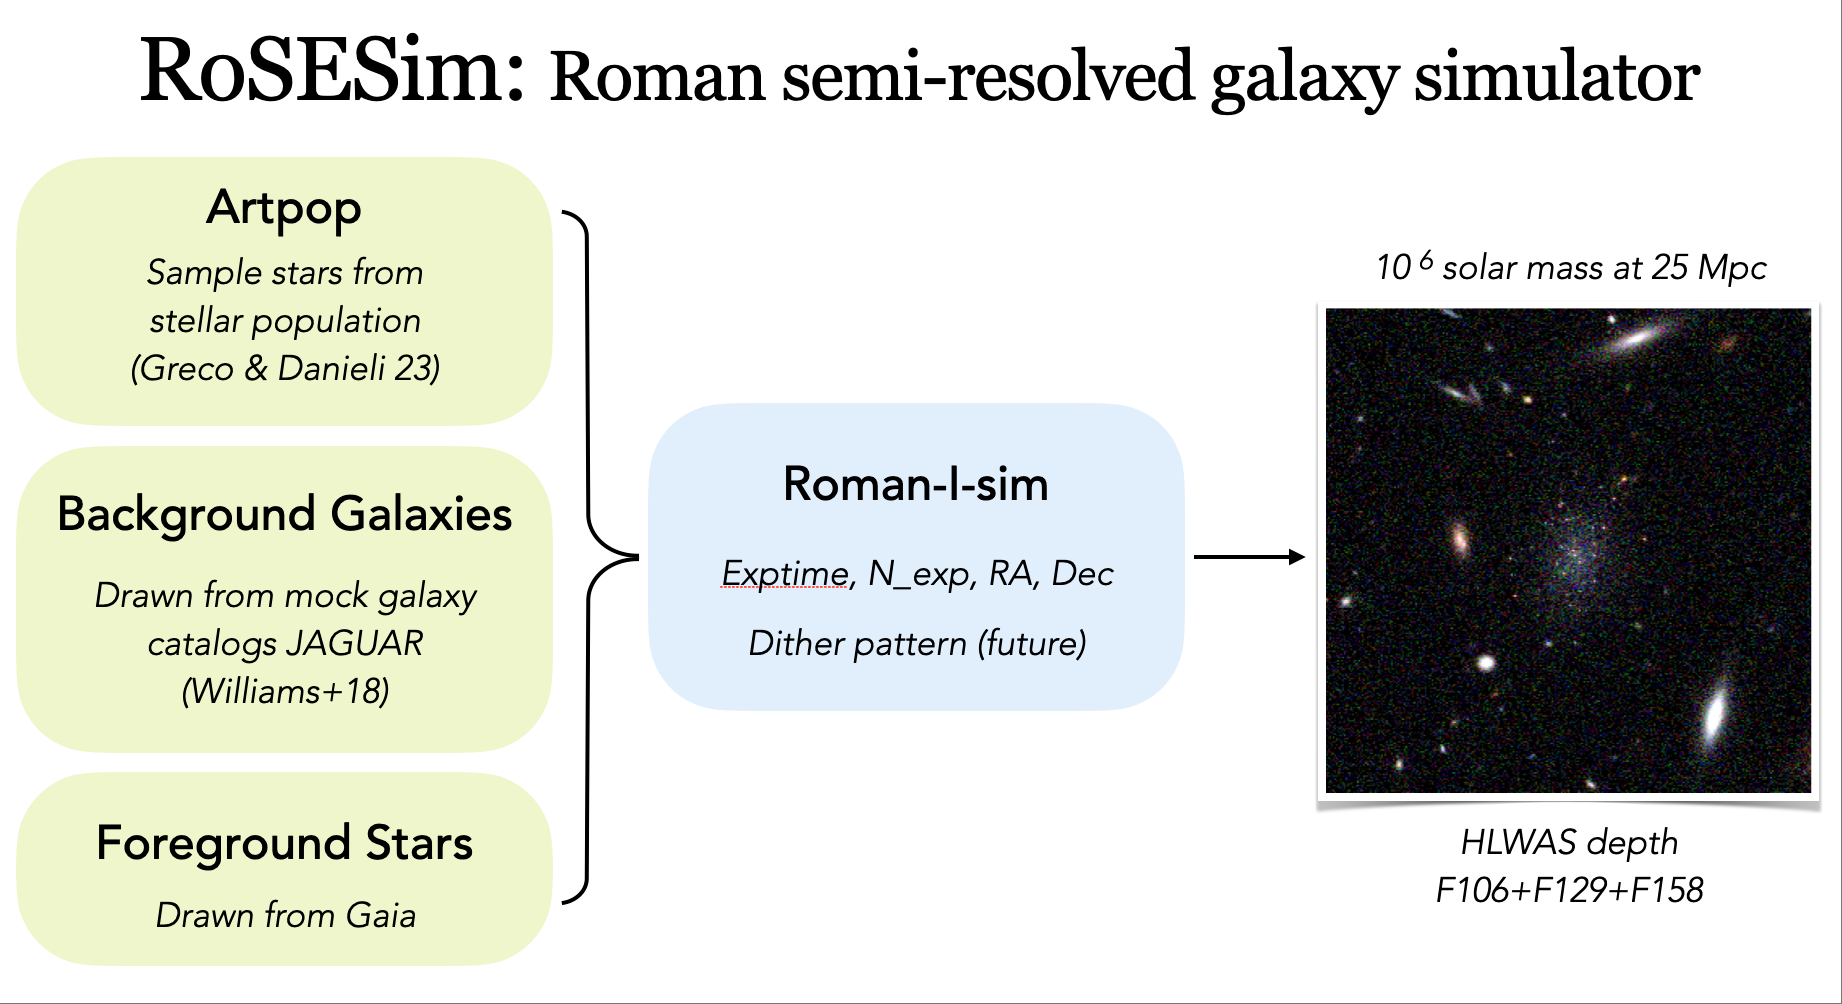 RoSESim: Roman semi-resolved galaxy simulator
Artpop
Sample stars from
stellar population
(Greco & Danieli 23)
Background Galaxies
Drawn from mock galaxy
catalogs JAGUAR
(Williams+18)
Foreground Stars
Drawn from Gaia
Roman-I-sim
Exptime, N_exp, RA, Dec
Dither pattern (future)
10⁶ solar mass at 25 Mpc
HLWAS depth
F106+F129+F158